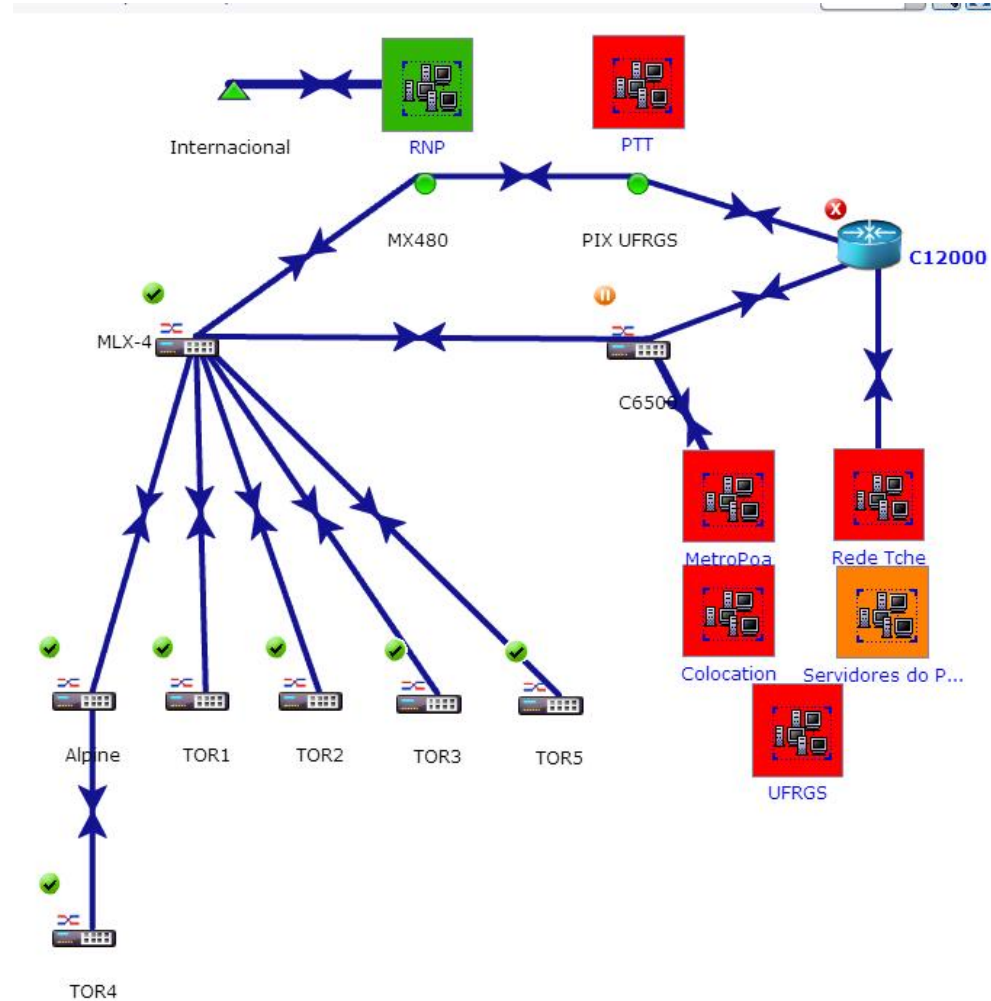 Internacional
RNP
PTT
MX480
PIX UFRGS
C12000
MLX-4
C6509
MetroPoa
Rede Tche
Colocation
Servidores do P...
UFRGS
Alpine
TOR1
TOR2
TOR3
TOR5
TOR4